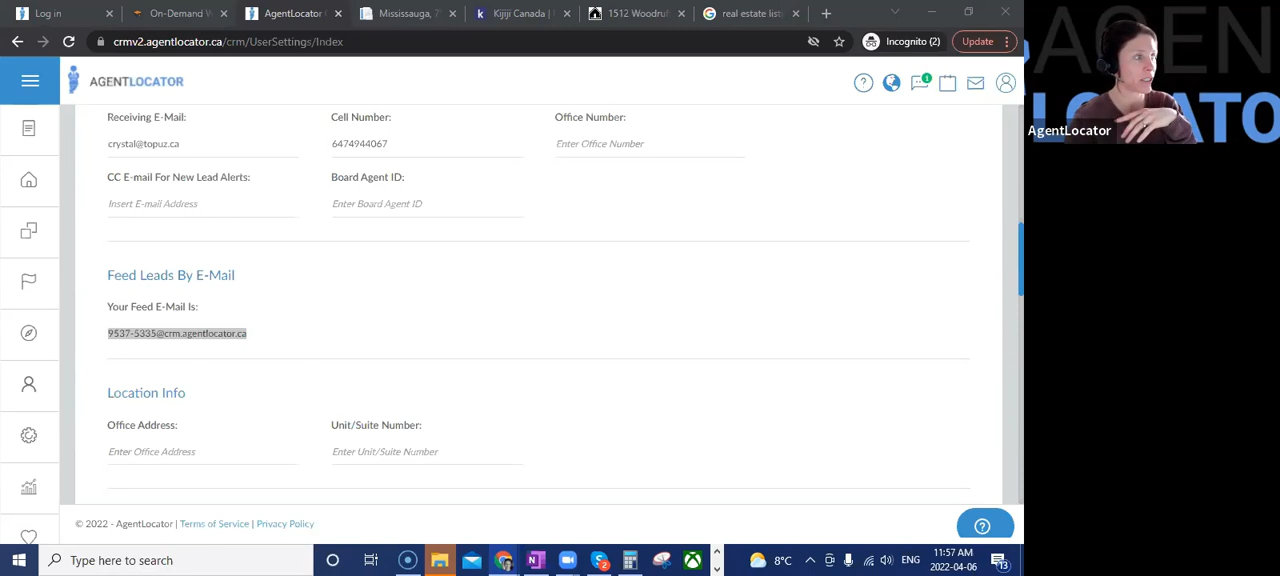 Log in
On-Demand W
AgentLocator
Mississauga, 7
Kijiji Canada |
1512 Woodruf
real estate list
crmv2.agentlocator.ca/crm/UserSettings/Index
Incognito (2)
Update
AGENTLOCATOR
1
Receiving E-Mail:
Cell Number:
Office Number:
crystal@topuz.ca
6474944067
Enter Office Number
CC E-mail For New Lead Alerts:
Board Agent ID:
Insert E-mail Address
Enter Board Agent ID
Feed Leads By E-Mail
Your Feed E-Mail Is:
9537-5335@crm.agentlocator.ca
Location Info
Office Address:
Unit/Suite Number:
Enter Office Address
Enter Unit/Suite Number
© 2022 - AgentLocator | Terms of Service | Privacy Policy
Type here to search
8°C
ENG
11:57 AM
2022-04-06
13
2
AGEN
AgentLocator